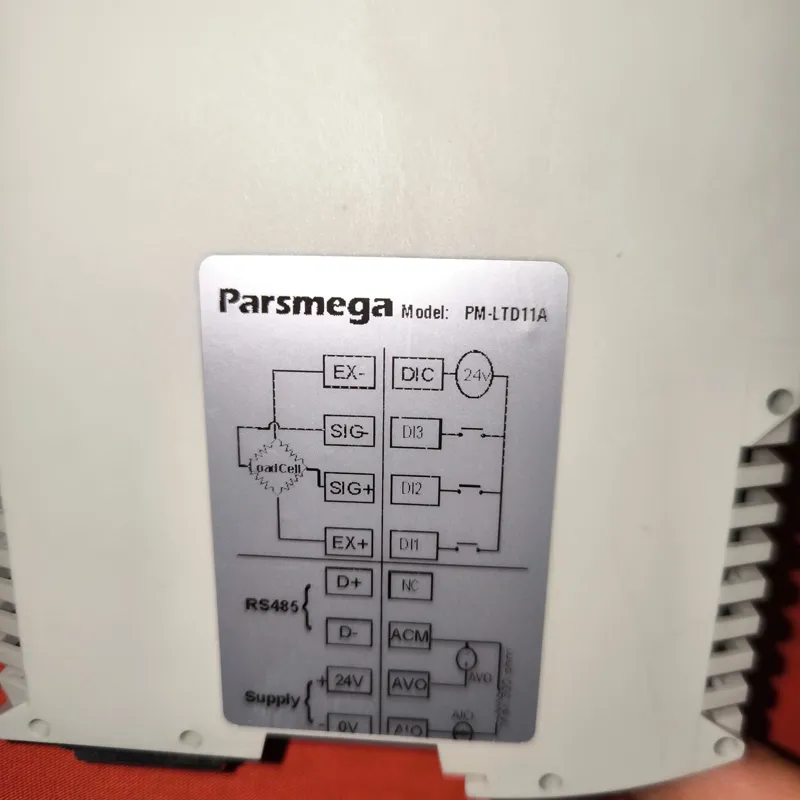 Parsmega Model: PM-LTD11A
EX- DIC 24v
SIG- DI3
LoadCell
SIG+ DI2
EX+ DI1
D+ NC
RS485
D- ACM
+ 24V AVO AVO
Supply
- 0V AIO AIO